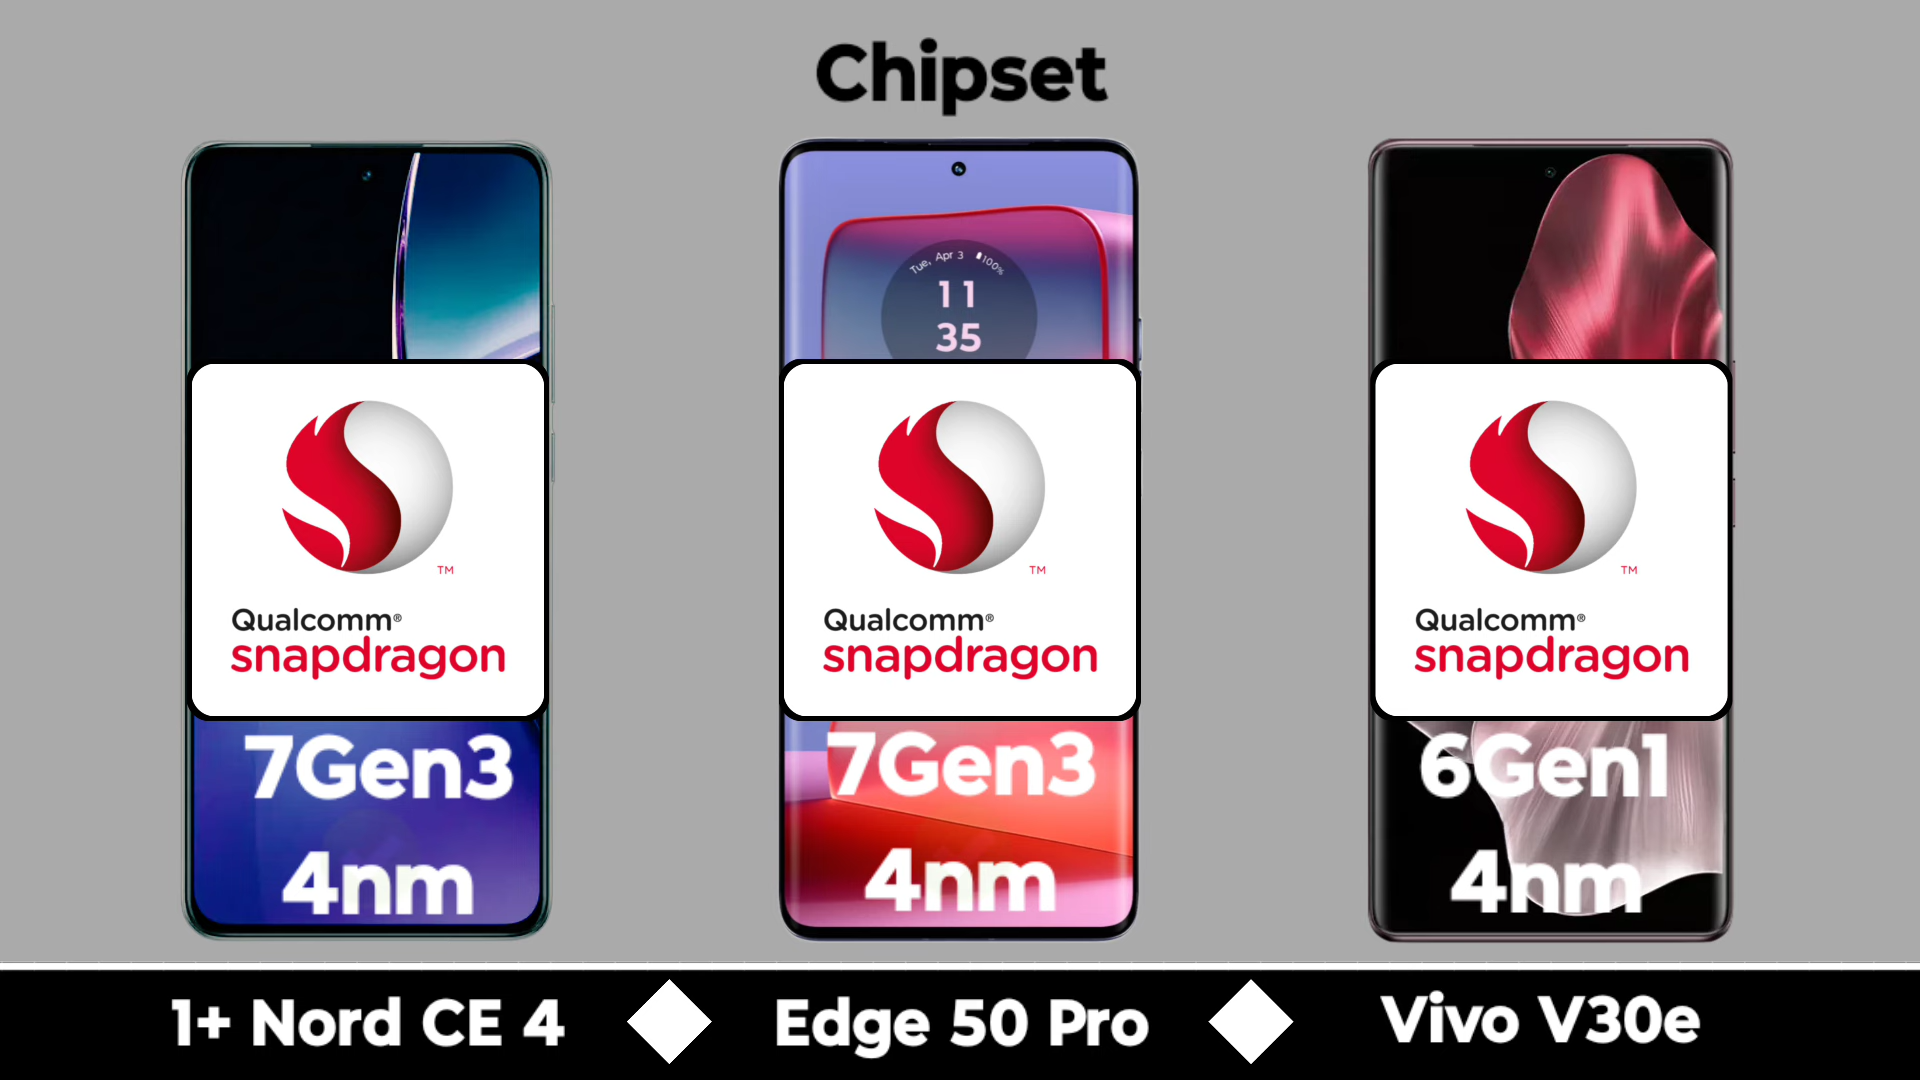 Chipset
Tue, Apr 3 100%
11
35
TM
Qualcomm®
snapdragon
7Gen3
4nm
TM
Qualcomm®
snapdragon
7Gen3
4nm
TM
Qualcomm®
snapdragon
6Gen1
4nm
1+ Nord CE 4
Edge 50 Pro
Vivo V30e